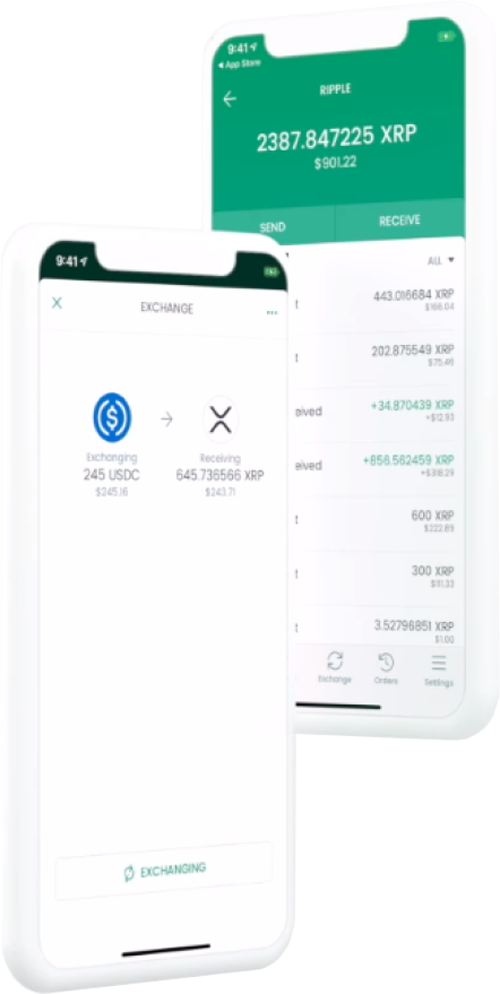 9:41
App Store
RIPPLE
2387.847225 XRP
$901.22
SEND
RECEIVE
ALL
443.016684 XRP
$166.04
202.875549 XRP
$75.46
eived
+34.870439 XRP
+$12.93
eived
+856.562459 XRP
+$318.29
600 XRP
$222.89
300 XRP
$111.33
3.52796851 XRP
$1.00
Exchange
Orders
Settings
9:41
X
EXCHANGE
Exchanging
245 USDC
$245.16
Receiving
645.736566 XRP
$243.71
EXCHANGING